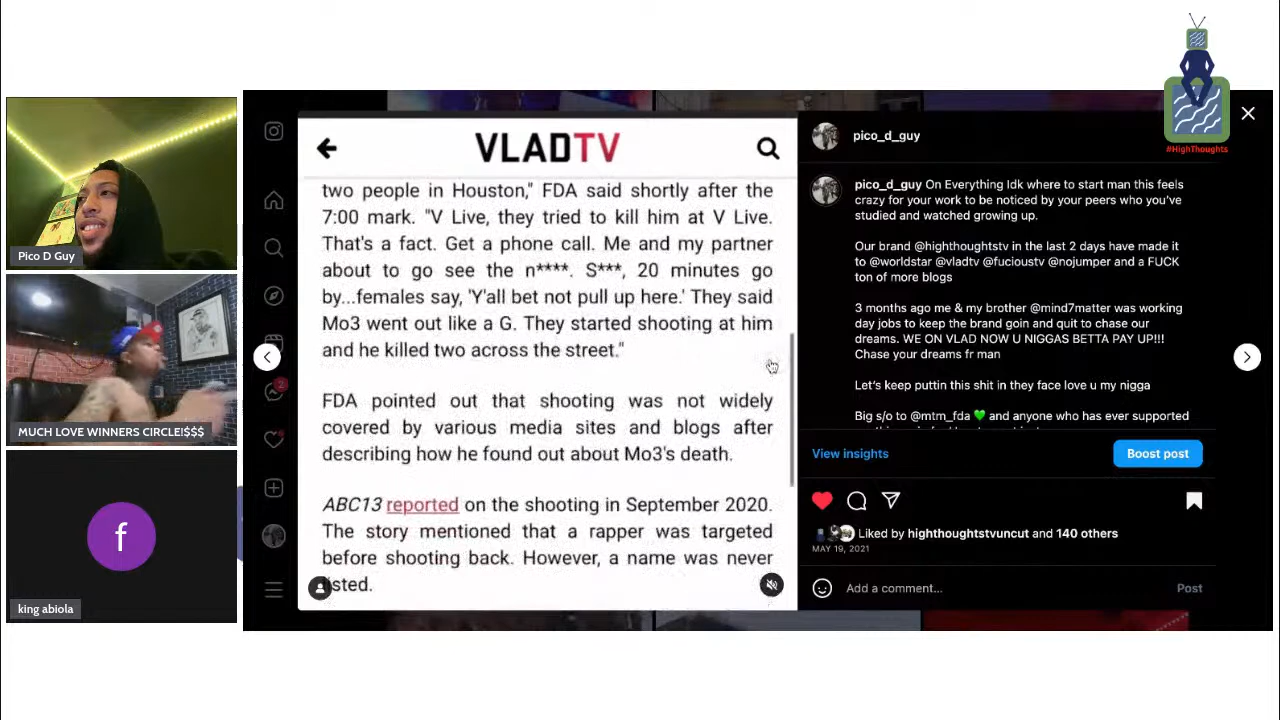 #HighThoughts
Pico D Guy
MUCH LOVE WINNERS CIRCLE!$$$
f
king abiola
2
VLADTV
two people in Houston," FDA said shortly after the
7:00 mark. "V Live, they tried to kill him at V Live.
That's a fact. Get a phone call. Me and my partner
about to go see the n****. S***, 20 minutes go
by...females say, 'Y'all bet not pull up here.' They said
Mo3 went out like a G. They started shooting at him
and he killed two across the street."
FDA pointed out that shooting was not widely
covered by various media sites and blogs after
describing how he found out about Mo3's death.
ABC13 reported on the shooting in September 2020.
The story mentioned that a rapper was targeted
before shooting back. However, a name was never
listed.
pico_d_guy
pico_d_guy On Everything Idk where to start man this feels
crazy for your work to be noticed by your peers who you've
studied and watched growing up.
Our brand @highthoughtstv in the last 2 days have made it
to @worldstar @vladtv @fucioustv @nojumper and a FUCK
ton of more blogs
3 months ago me & my brother @mind7matter was working
day jobs to keep the brand goin and quit to chase our
dreams. WE ON VLAD NOW U NIGGAS BETTA PAY UP!!!
Chase your dreams fr man
Let's keep puttin this shit in they face love u my nigga
Big s/o to @mtm_fda 💚 and anyone who has ever supported
View insights
Boost post
Liked by highthoughtstvuncut and 140 others
MAY 19, 2021
Add a comment...
Post